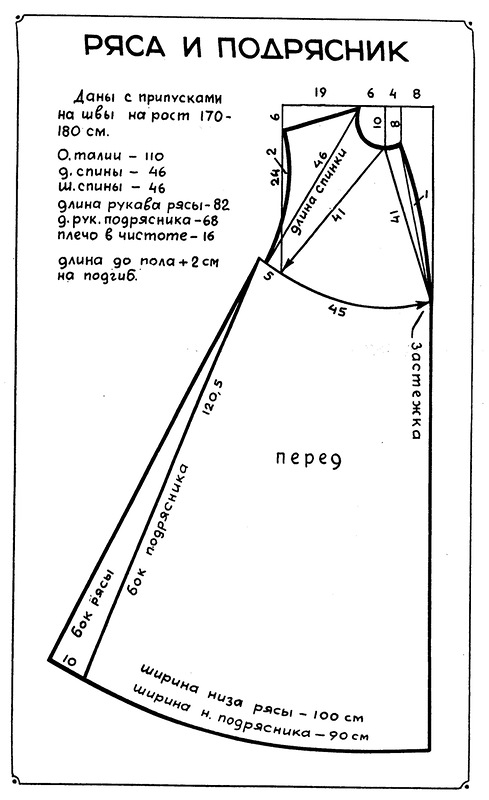 РЯСА И ПОДРЯСНИК
Даны с припусками
на швы на рост 170-
180 см.
О.талии – 110
д. спины – 46
ш. спины – 46
длина рукава рясы-82
д. рук. подрясника-68
плечо в чистоте-16
длина до пола+2см
на подгиб.
19 6 4 8
6
10
8
2
24
46
длина спинки
41
41
1
5
45
застежка
120,5
перед
бок подрясника
бок рясы
10
ширина низа рясы – 100 см
ширина н. подрясника – 90 см